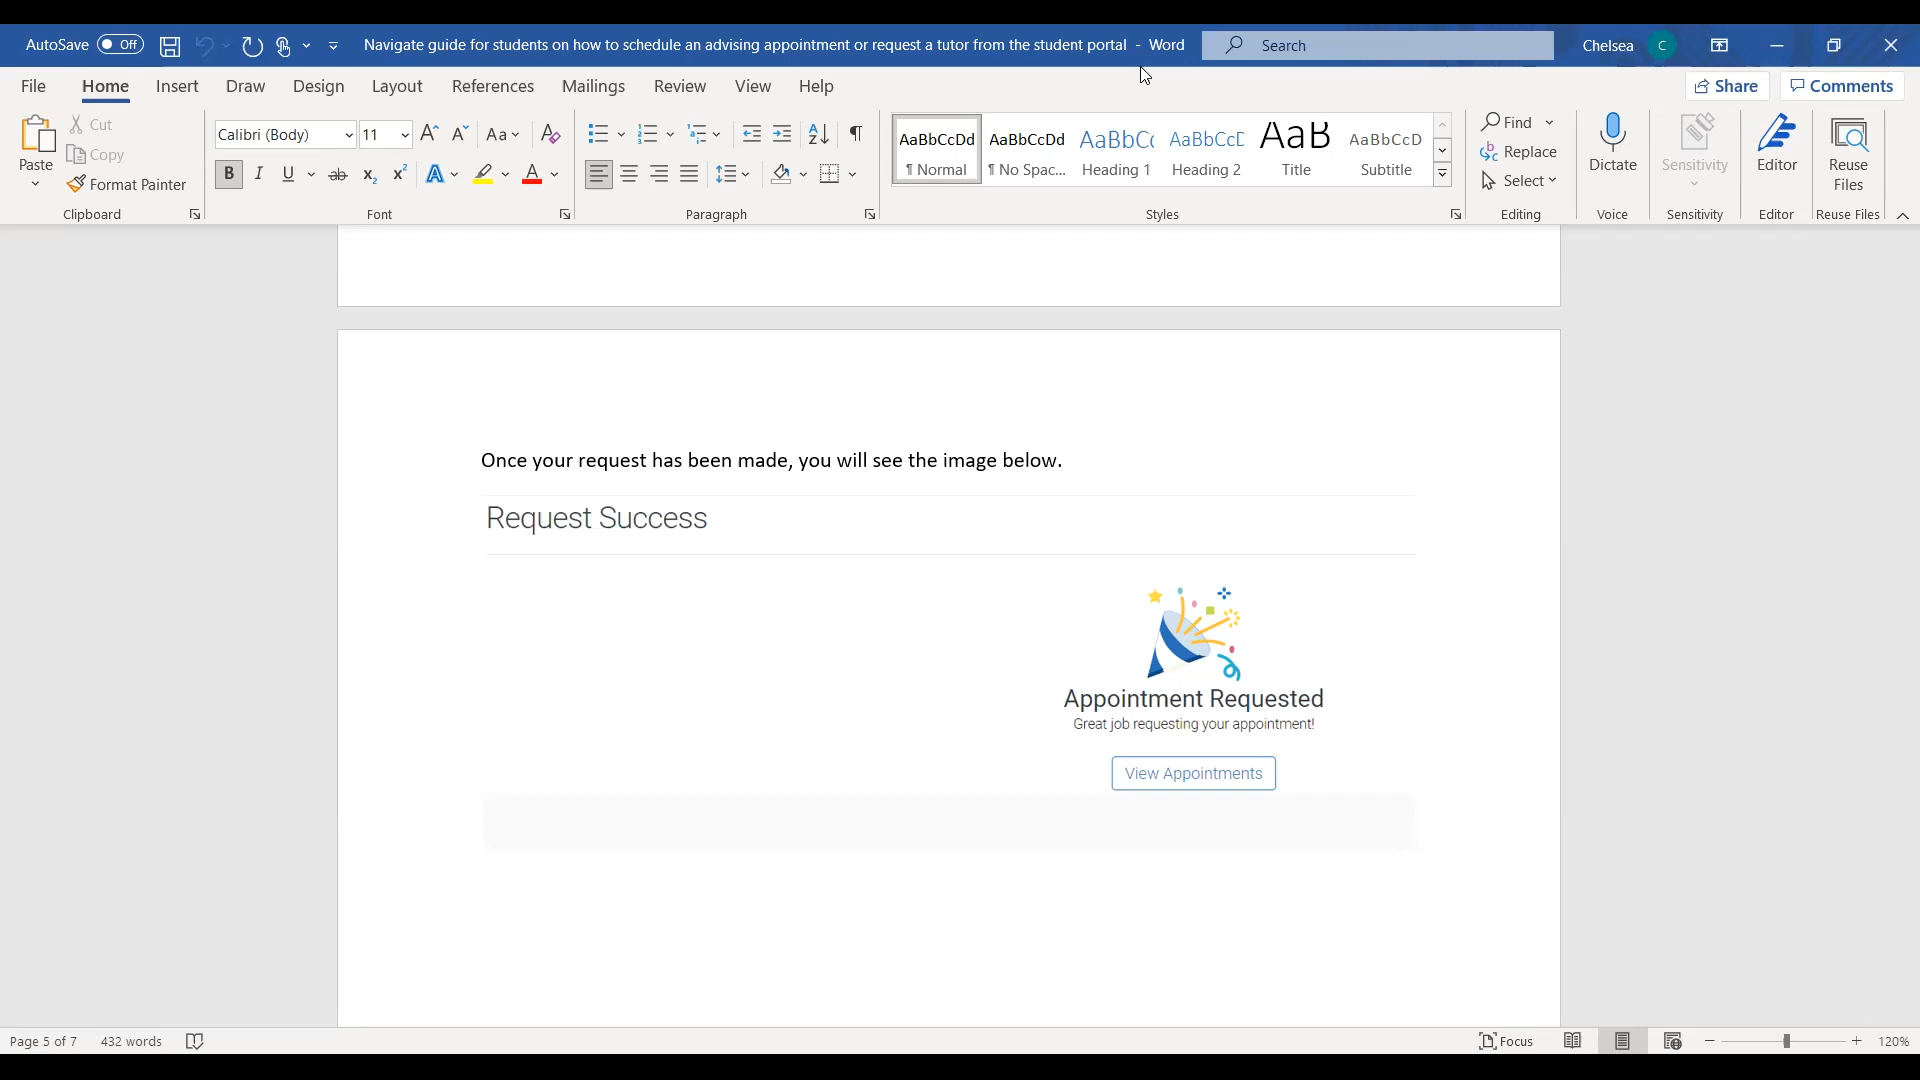 AutoSave Off
Navigate guide for students on how to schedule an advising appointment or request a tutor from the student portal - Word
Search
Chelsea C
File Home Insert Draw Design Layout References Mailings Review View Help
Share Comments
Paste
Cut
Copy
Format Painter
Clipboard
Calibri (Body) 11
Font
Paragraph
AaBbCcDd AaBbCcDd AaBbCc AaBbCcD AaB AaBbCcD
¶ Normal ¶ No Spac... Heading 1 Heading 2 Title Subtitle
Styles
Find
Replace
Select
Editing
Dictate
Voice
Sensitivity
Sensitivity
Editor
Editor
Reuse
Files
Reuse Files
Once your request has been made, you will see the image below.
Request Success
Appointment Requested
Great job requesting your appointment!
View Appointments
Page 5 of 7 432 words
Focus
120%